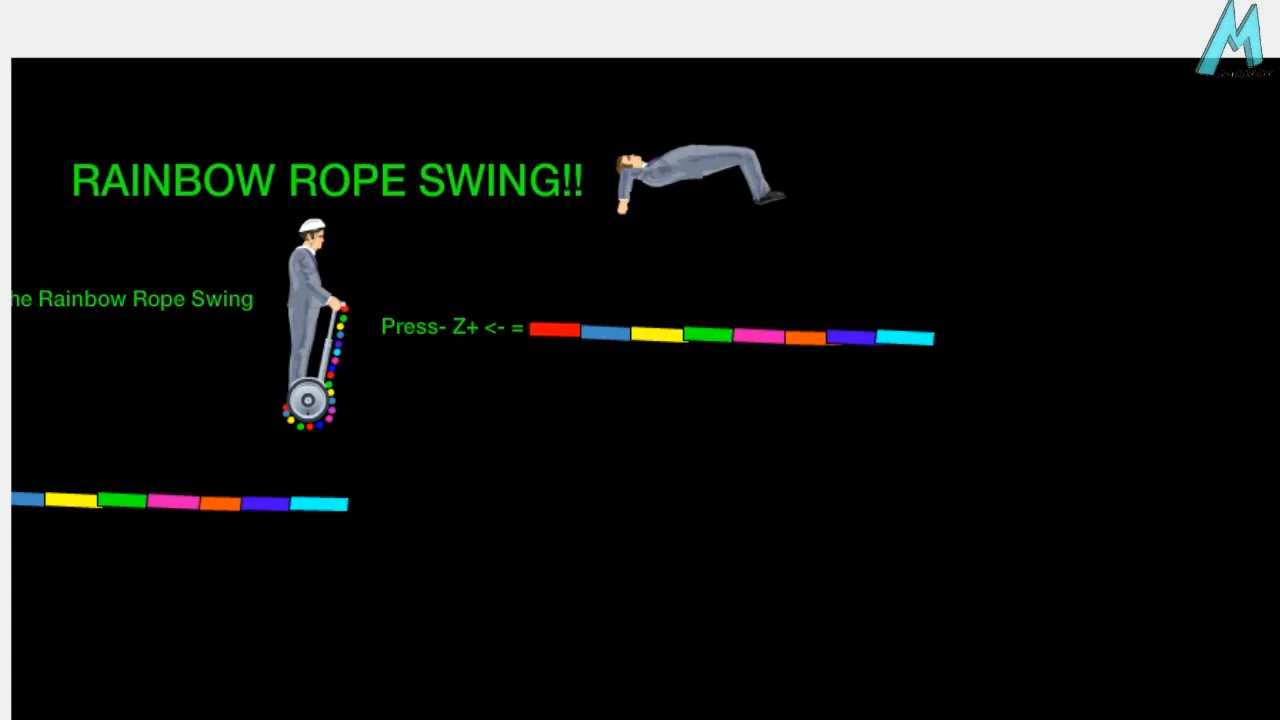 M
RAINBOW ROPE SWING!!
he Rainbow Rope Swing
Press- Z+ <- =